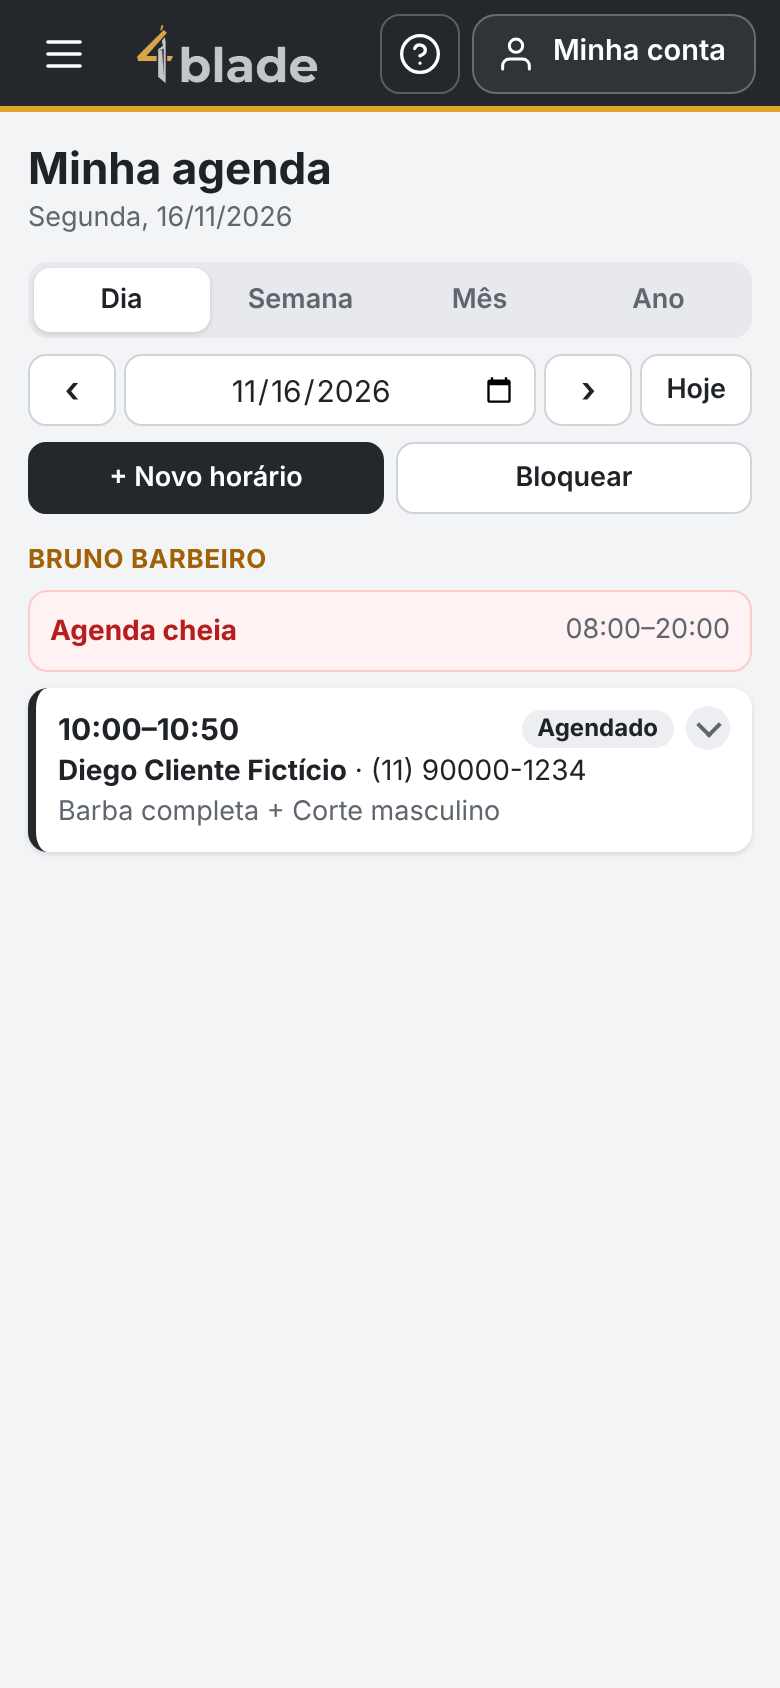 4blade
Minha conta
Minha agenda
Segunda, 16/11/2026
Dia Semana Mês Ano
‹ 11/16/2026 › Hoje
+ Novo horário Bloquear
BRUNO BARBEIRO
Agenda cheia 08:00–20:00
10:00–10:50 Agendado
Diego Cliente Fictício · (11) 90000-1234
Barba completa + Corte masculino